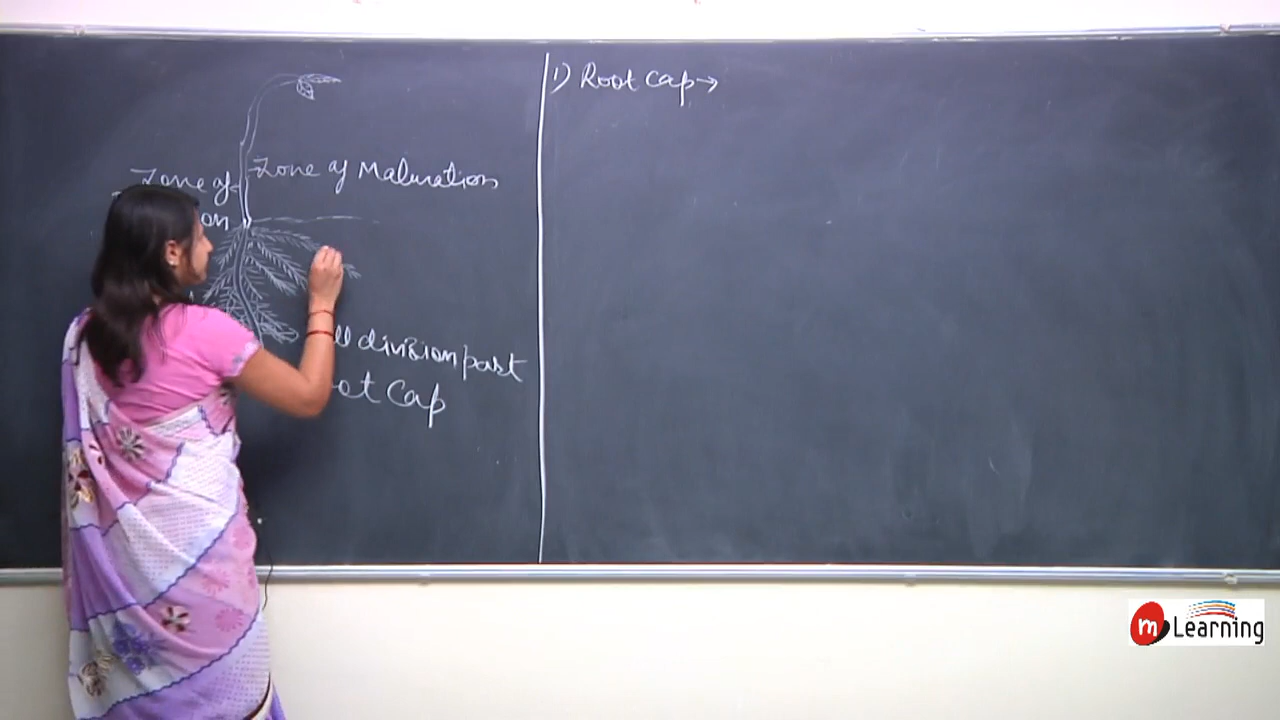 Zone of
on
Zone of Maturation
ll division part
ot Cap
1) Root Cap →
m Learning